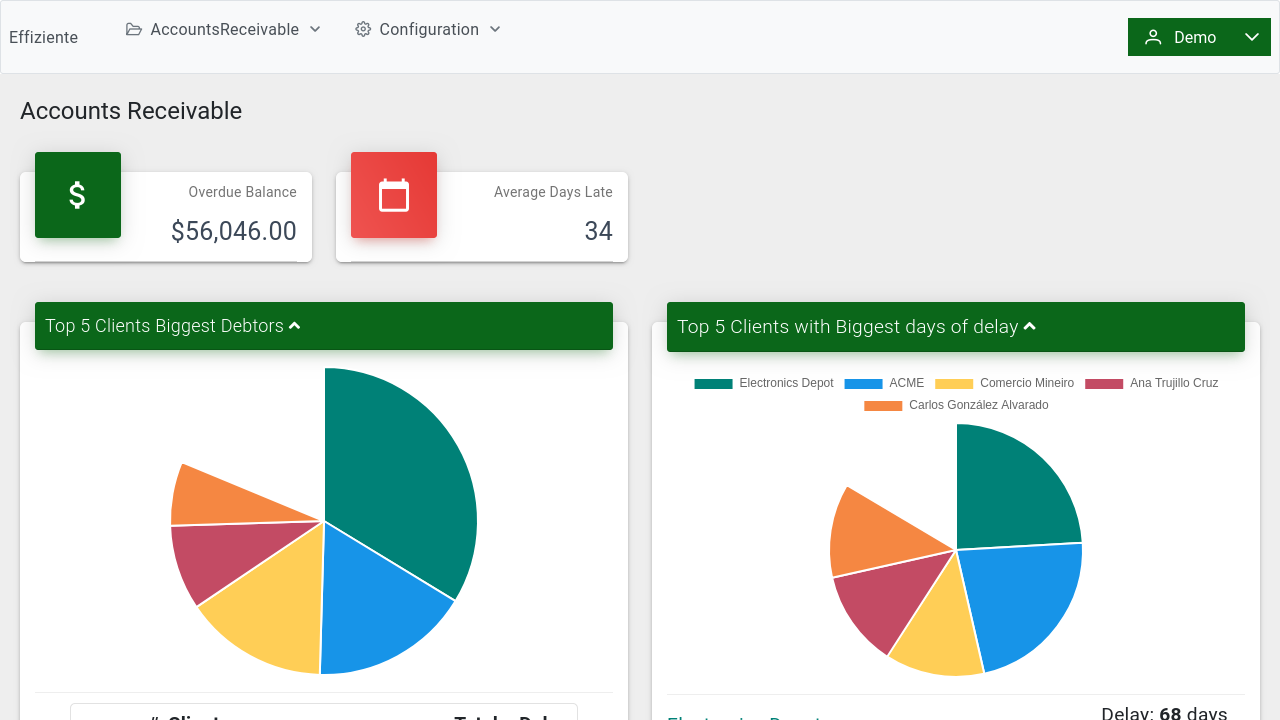 Effiziente
AccountsReceivable
Configuration
Demo
Accounts Receivable
Overdue Balance
$56,046.00
Average Days Late
34
Top 5 Clients Biggest Debtors
Top 5 Clients with Biggest days of delay
Electronics Depot
ACME
Comercio Mineiro
Ana Trujillo Cruz
Carlos González Alvarado
Delay: 68 days